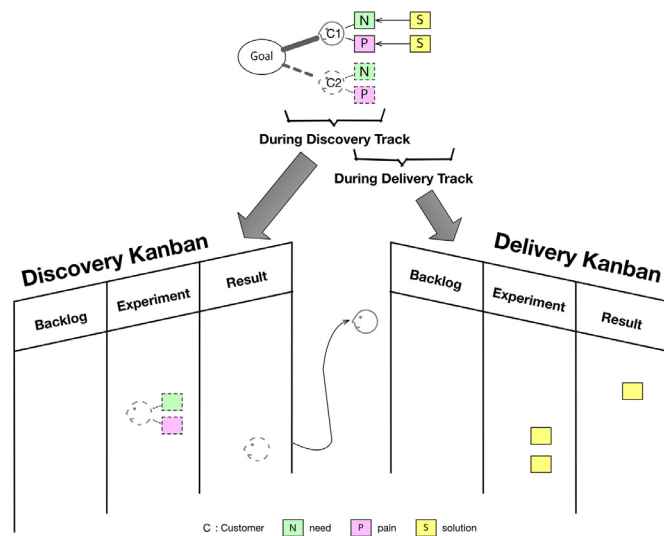 N
S
C1
Goal
P
S
C2
N
P
During Discovery Track
During Delivery Track
Discovery Kanban
Backlog
Experiment
Result
Delivery Kanban
Backlog
Experiment
Result
C : Customer N need P pain S solution